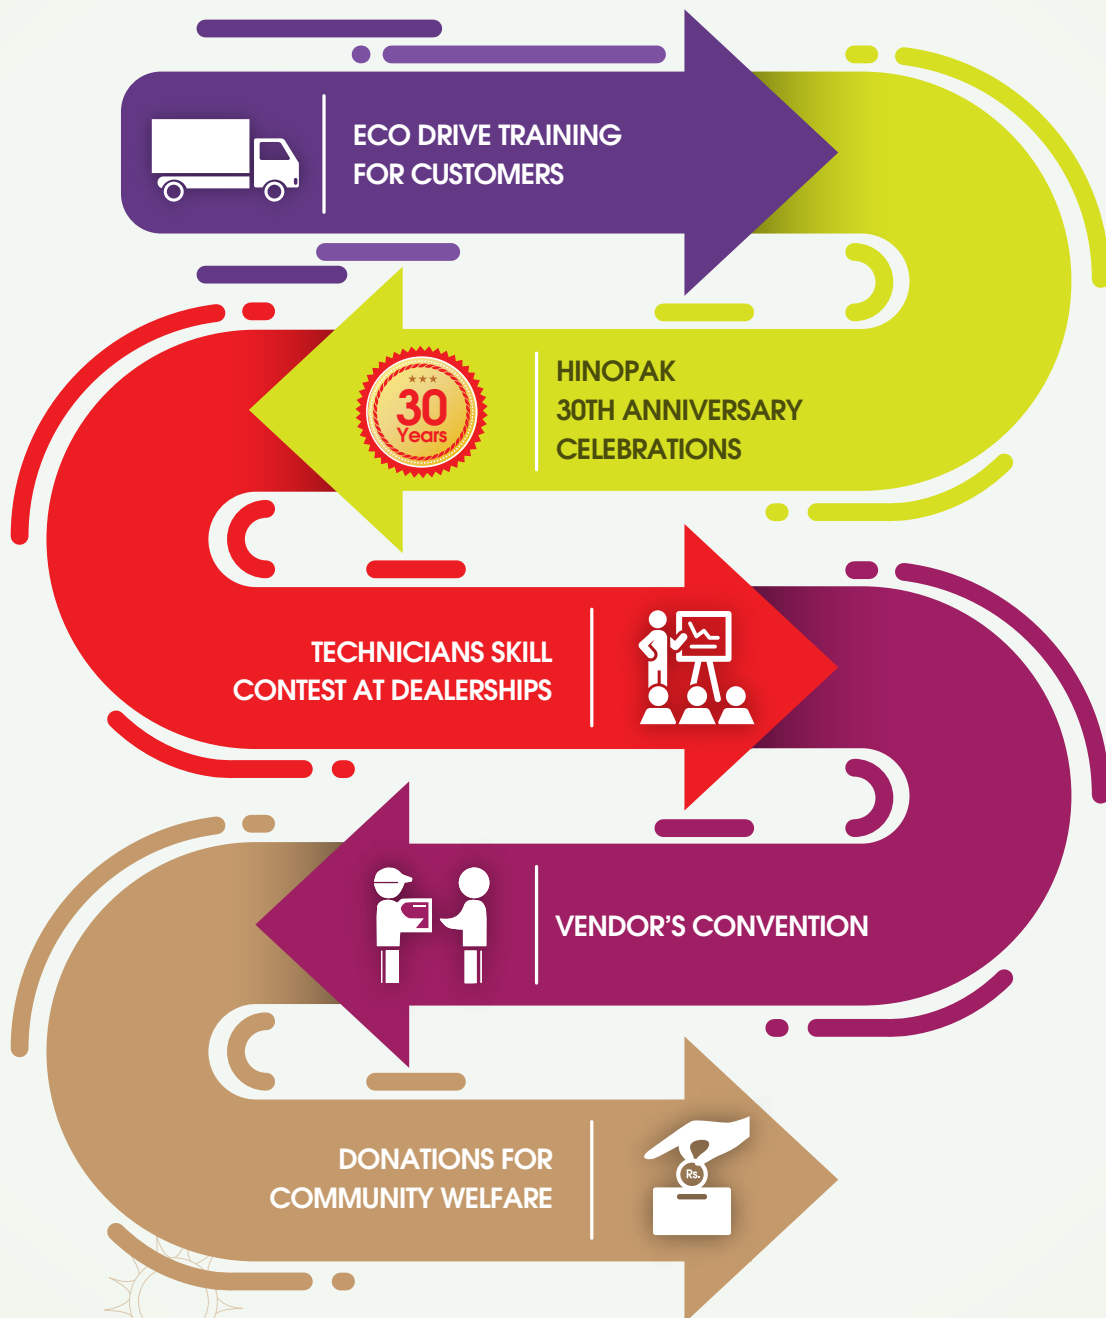 ECO DRIVE TRAINING
FOR CUSTOMERS
30
Years
HINOPAK
30TH ANNIVERSARY
CELEBRATIONS
TECHNICIANS SKILL
CONTEST AT DEALERSHIPS
VENDOR’S CONVENTION
DONATIONS FOR
COMMUNITY WELFARE
Rs.